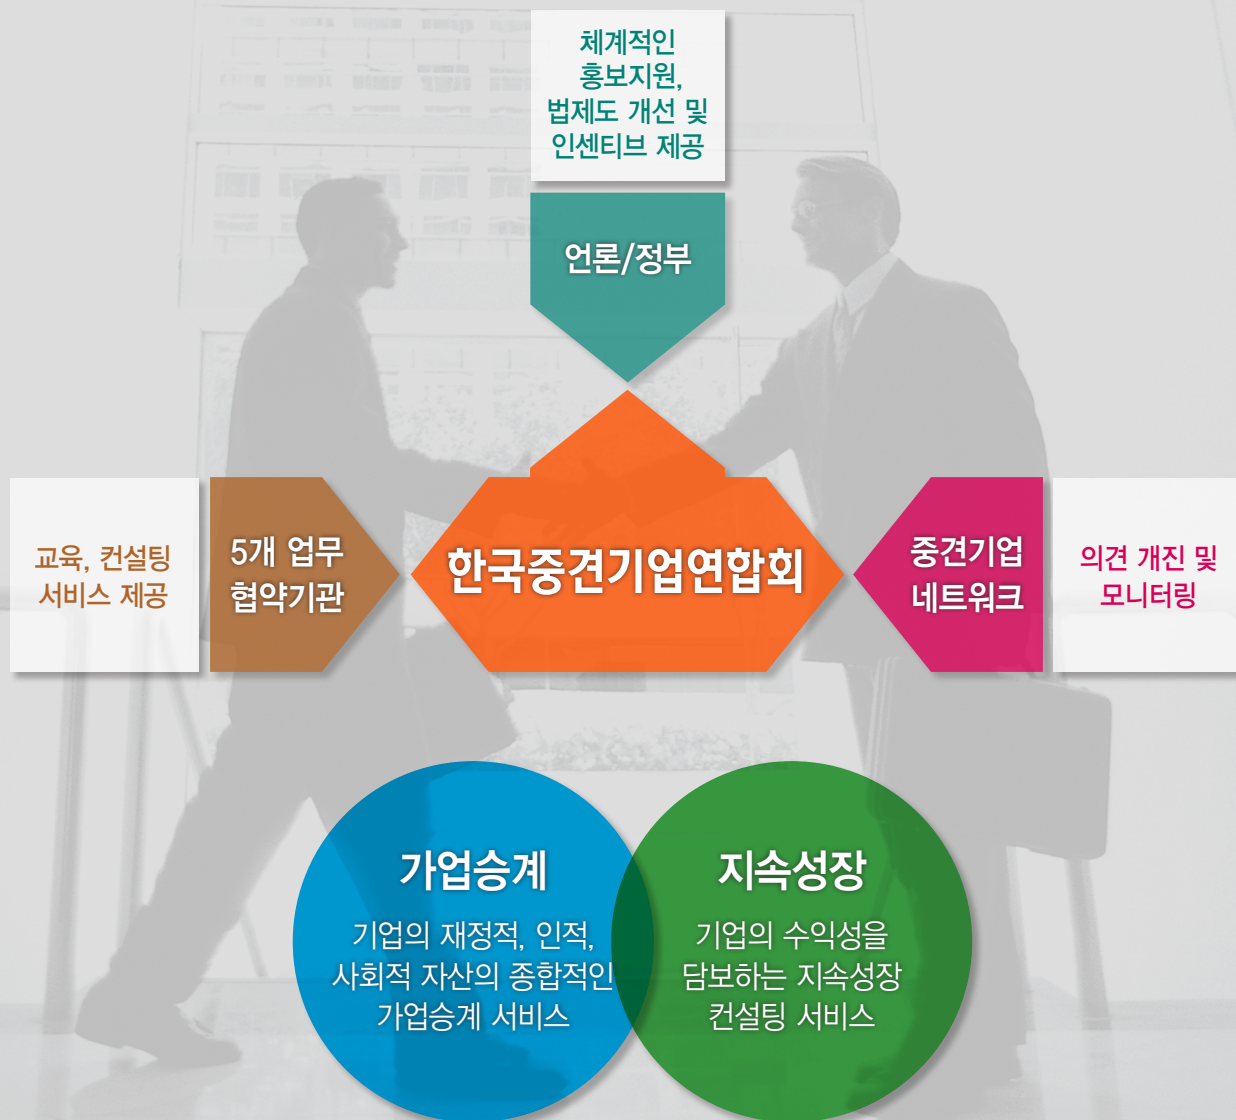 체계적인
홍보지원,
법제도 개선 및
인센티브 제공
언론/정부
교육, 컨설팅
서비스 제공
5개 업무
협약기관
한국중견기업연합회
중견기업
네트워크
의견 개진 및
모니터링
가업승계
기업의 재정적, 인적,
사회적 자산의 종합적인
가업승계 서비스
지속성장
기업의 수익성을
담보하는 지속성장
컨설팅 서비스